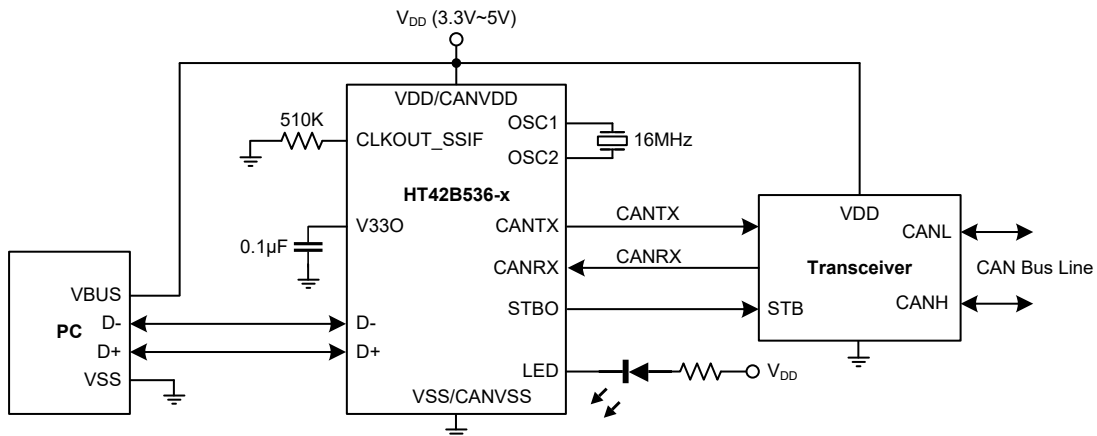 VDD (3.3V~5V)
VDD/CANVDD
510K
CLKOUT_SSIF
OSC1
OSC2
16MHz
HT42B536-x
V33O
0.1µF
CANTX
CANTX
CANRX
CANRX
STBO
LED
VDD
VSS/CANVSS
D-
D+
PC
VBUS
D-
D+
VSS
VDD
Transceiver
STB
CANL
CANH
CAN Bus Line